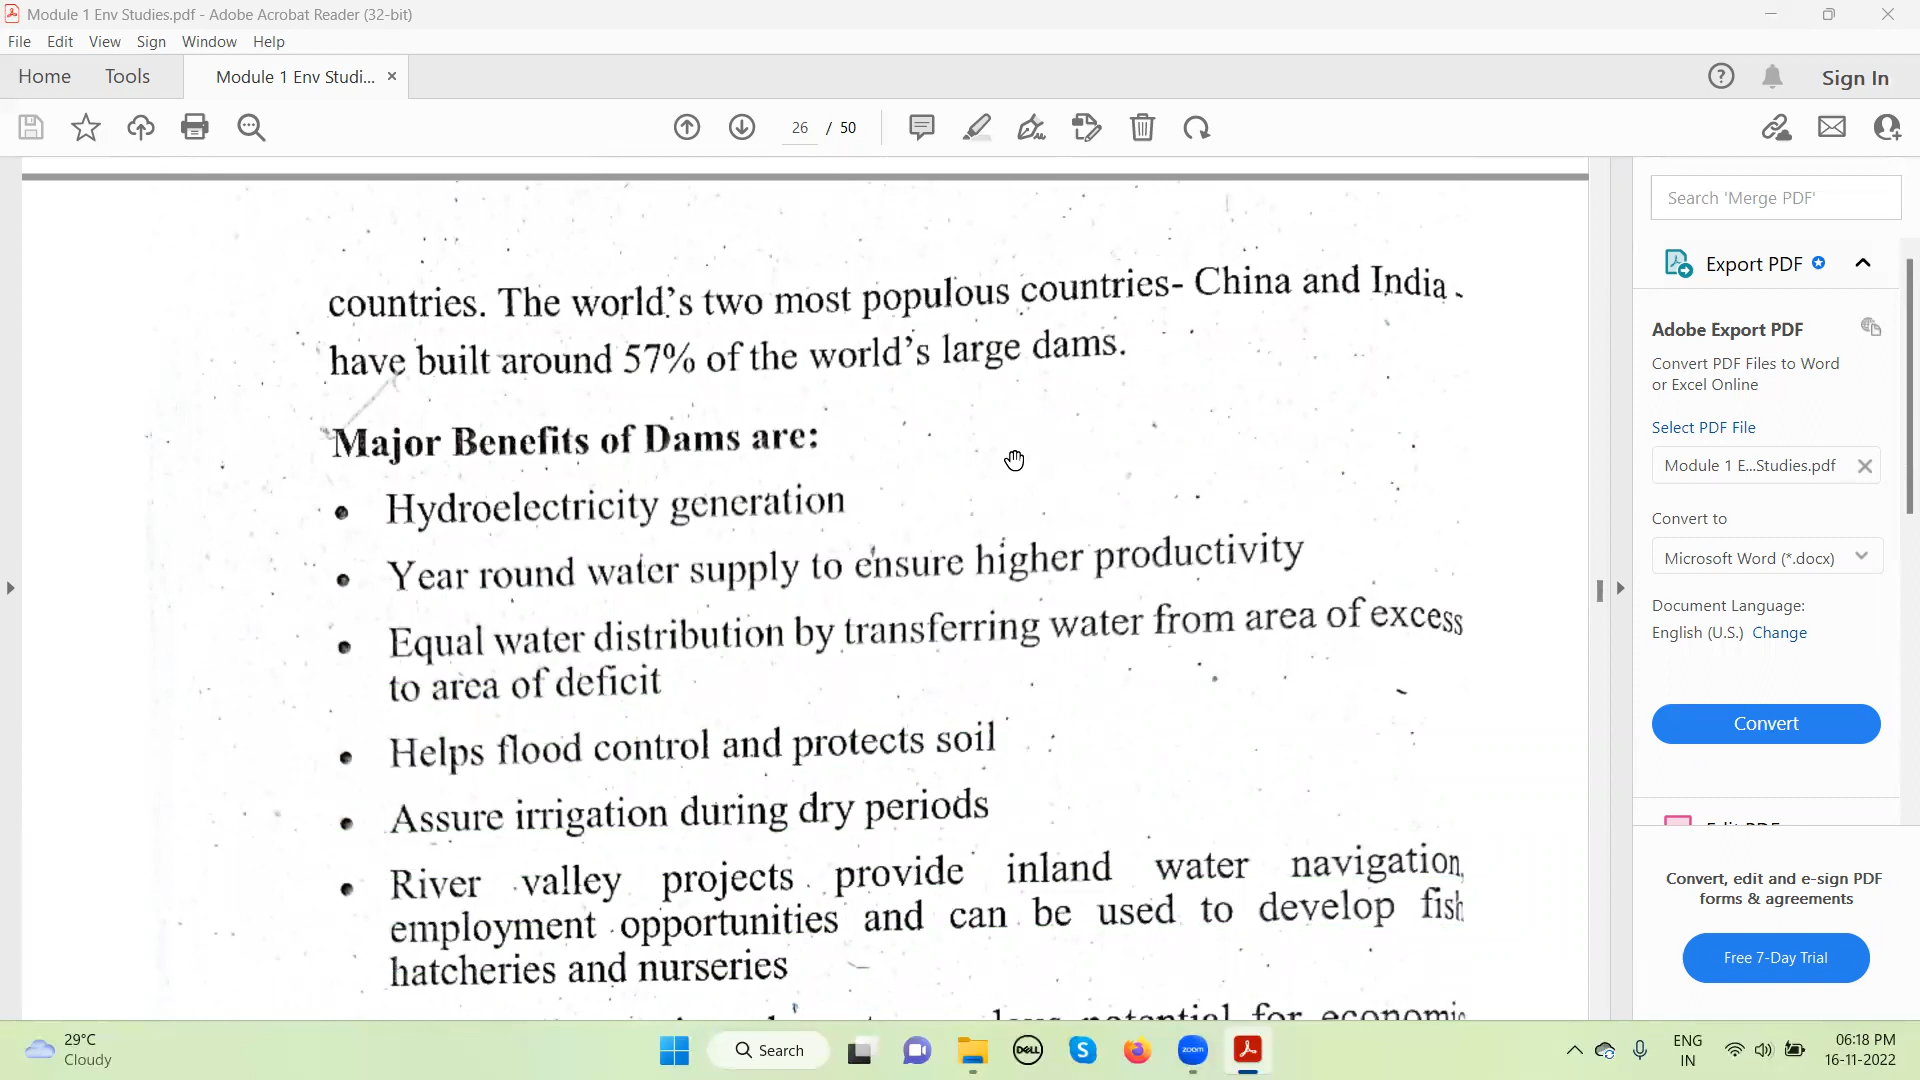 Module 1 Env Studies.pdf - Adobe Acrobat Reader (32-bit)
File Edit View Sign Window Help
Home Tools Module 1 Env Studi... × Sign In
26 / 50
Search 'Merge PDF'
Export PDF
Adobe Export PDF
Convert PDF Files to Word
or Excel Online
Select PDF File
Module 1 E...Studies.pdf
Convert to
Microsoft Word (*.docx)
Document Language:
English (U.S.) Change
Convert
Convert, edit and e-sign PDF
forms & agreements
Free 7-Day Trial
countries. The world's two most populous countries- China and India
have built around 57% of the world's large dams.
Major Benefits of Dams are:
• Hydroelectricity generation
• Year round water supply to ensure higher productivity
• Equal water distribution by transferring water from area of excess
to area of deficit
• Helps flood control and protects soil
• Assure irrigation during dry periods
• River valley projects provide inland water navigation,
employment opportunities and can be used to develop fish
hatcheries and nurseries
potential for economic
29°C
Cloudy
Search
DELL
zoom
ENG
IN
06:18 PM
16-11-2022